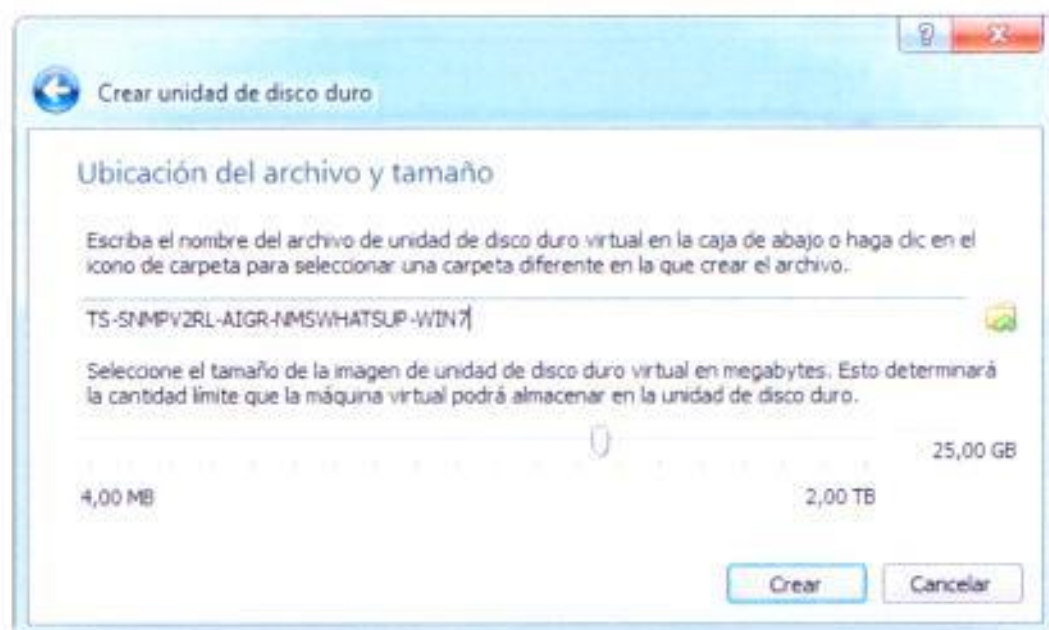 Crear unidad de disco duro
Ubicación del archivo y tamaño
Escriba el nombre del archivo de unidad de disco duro virtual en la caja de abajo o haga clic en el
icono de carpeta para seleccionar una carpeta diferente en la que crear el archivo.
TS-SNMPV2RL-AIGR-NMSWHATSUP-WIN7
Seleccione el tamaño de la imagen de unidad de disco duro virtual en megabytes. Esto determinará
la cantidad límite que la máquina virtual podrá almacenar en la unidad de disco duro.
25,00 GB
4,00 MB 2,00 TB
Crear Cancelar